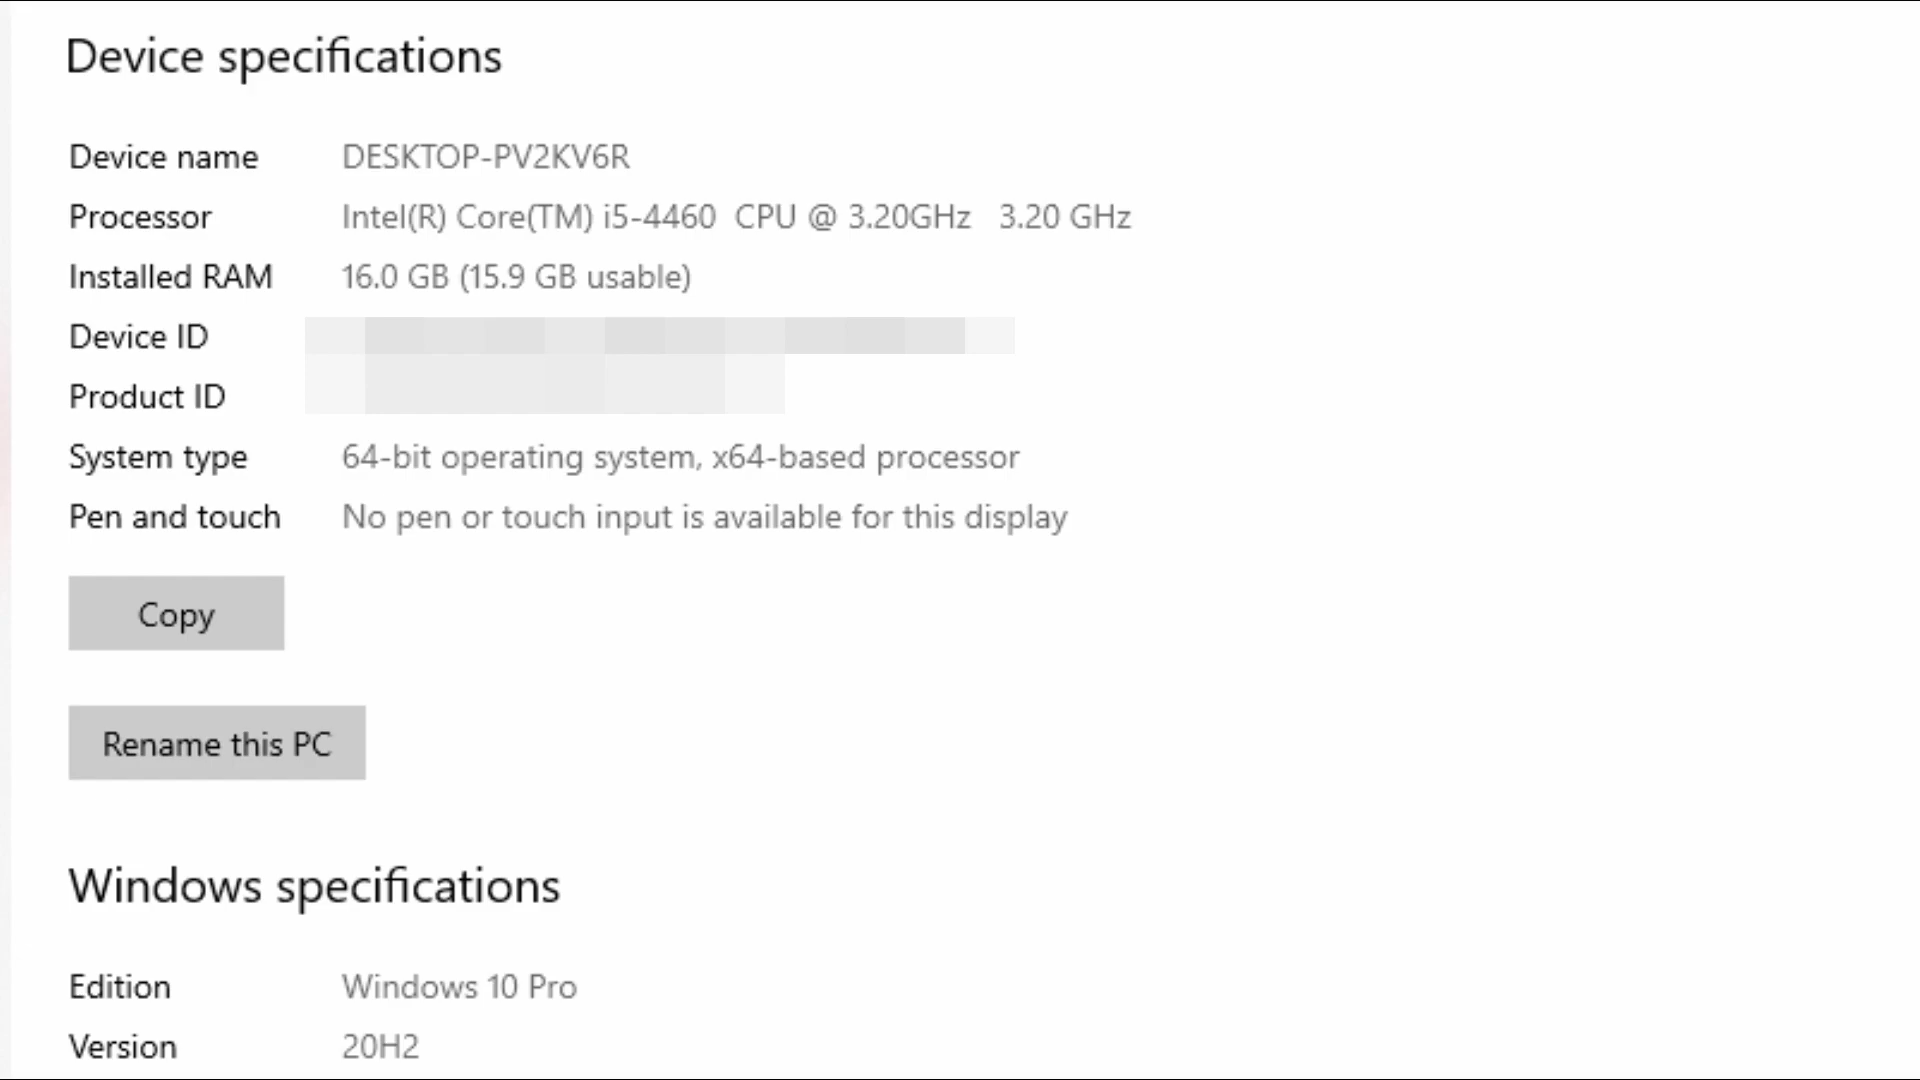 Device specifications
Device name DESKTOP-PV2KV6R
Processor Intel(R) Core(TM) i5-4460 CPU @ 3.20GHz 3.20 GHz
Installed RAM 16.0 GB (15.9 GB usable)
Device ID
Product ID
System type 64-bit operating system, x64-based processor
Pen and touch No pen or touch input is available for this display
Copy
Rename this PC
Windows specifications
Edition Windows 10 Pro
Version 20H2